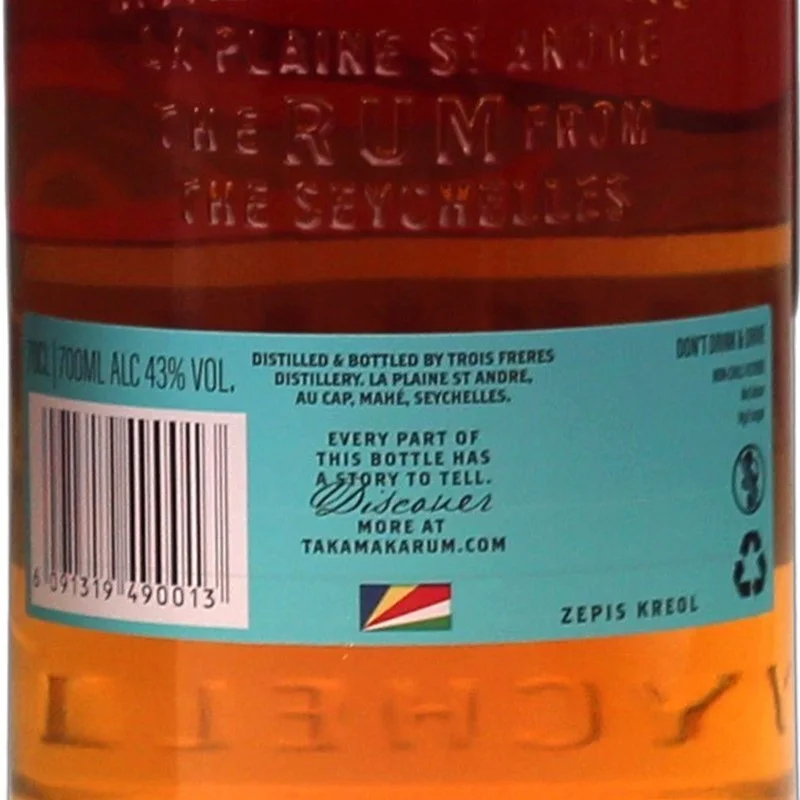 LA PLAINE ST ANDRÉ
THE RUM FROM
THE SEYCHELLES
70CL | 700ML ALC 43% VOL.
DISTILLED & BOTTLED BY TROIS FRERES
DISTILLERY. LA PLAINE ST ANDRE,
AU CAP, MAHÉ, SEYCHELLES.
EVERY PART OF
THIS BOTTLE HAS
A STORY TO TELL.
Discover
MORE AT
TAKAMAKARUM.COM
DON'T DRINK & DRIVE
6 091319 490013
ZEPIS KREOL